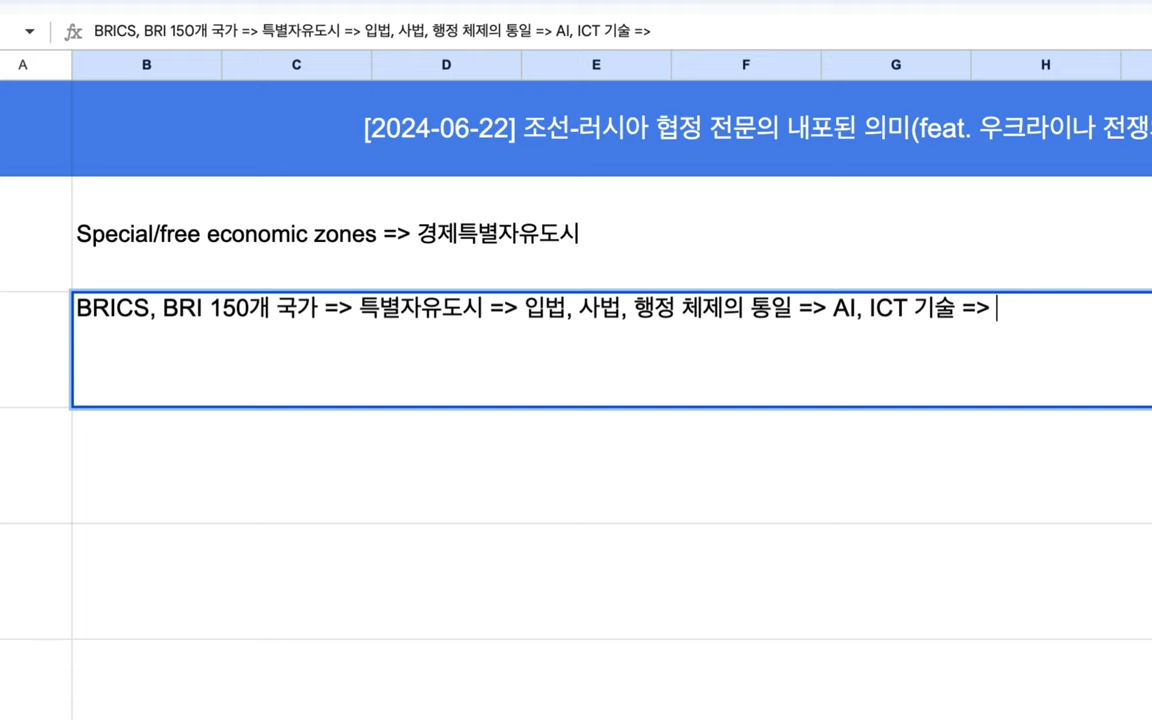 fx BRICS, BRI 150개 국가 => 특별자유도시 => 입법, 사법, 행정 체제의 통일 => AI, ICT 기술 =>
A B C D E F G H
[2024-06-22] 조선-러시아 협정 전문의 내포된 의미(feat. 우크라이나 전쟁
Special/free economic zones => 경제특별자유도시
BRICS, BRI 150개 국가 => 특별자유도시 => 입법, 사법, 행정 체제의 통일 => AI, ICT 기술 =>